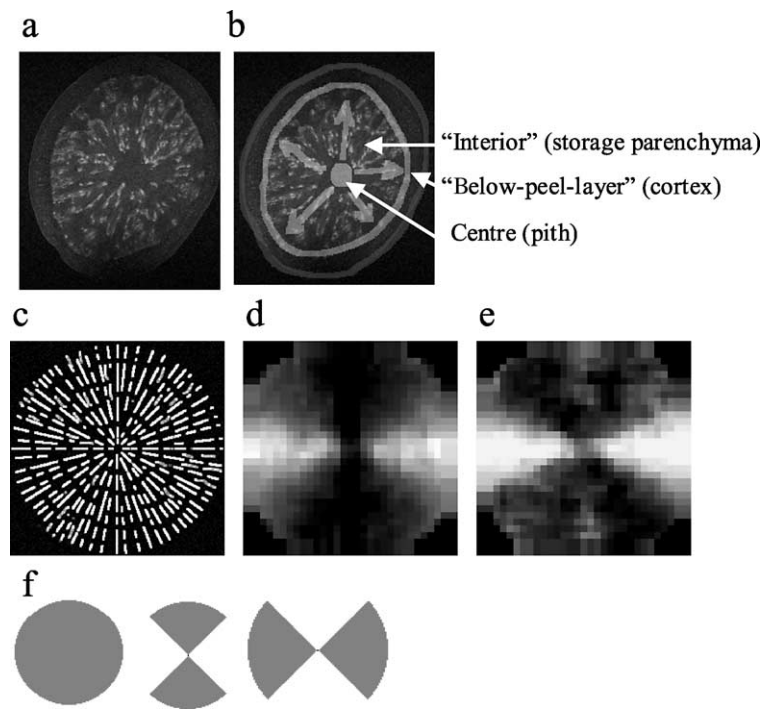 a
b
“Interior” (storage parenchyma)
“Below-peel-layer” (cortex)
Centre (pith)
c
d
e
f